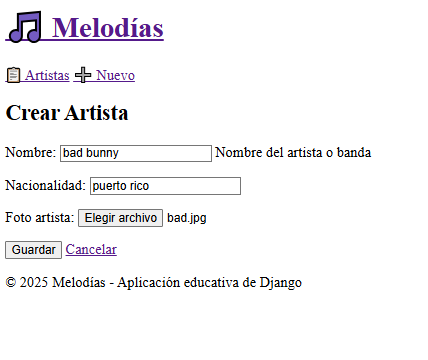 Melodías
Artistas Nuevo
Crear Artista
Nombre: bad bunny Nombre del artista o banda
Nacionalidad: puerto rico
Foto artista: Elegir archivo bad.jpg
Guardar Cancelar
© 2025 Melodías - Aplicación educativa de Django